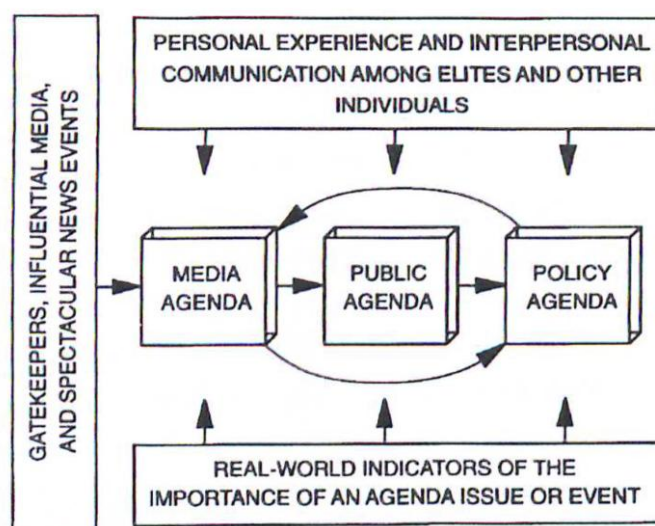 GATEKEEPERS, INFLUENTIAL MEDIA,
AND SPECTACULAR NEWS EVENTS
PERSONAL EXPERIENCE AND INTERPERSONAL
COMMUNICATION AMONG ELITES AND OTHER
INDIVIDUALS
MEDIA
AGENDA
PUBLIC
AGENDA
POLICY
AGENDA
REAL-WORLD INDICATORS OF THE
IMPORTANCE OF AN AGENDA ISSUE OR EVENT